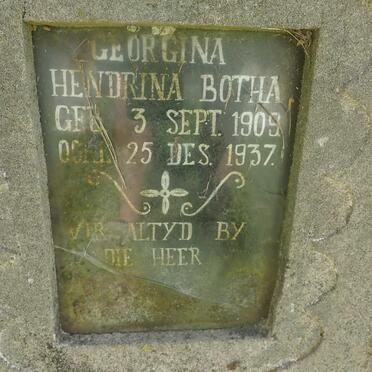 GEORGINA
HENDRINA BOTHA
GEB. 3 SEPT. 1909
OORL. 25 DES. 1937.
VIR ALTYD BY
DIE HEER